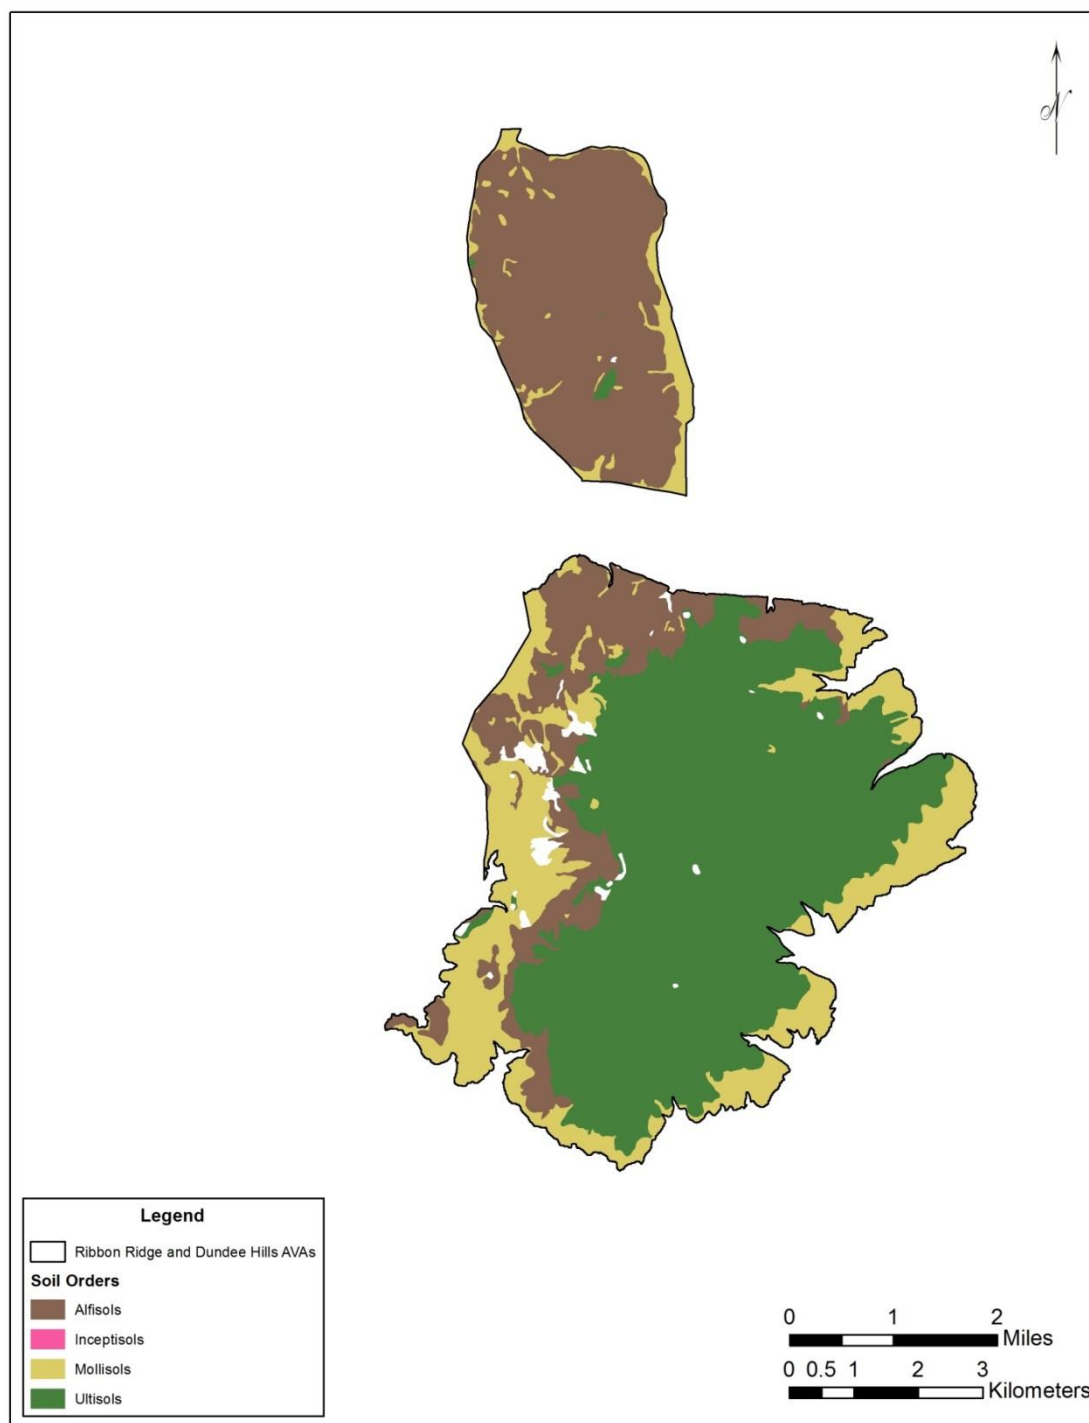 N
Legend
Ribbon Ridge and Dundee Hills AVAs
Soil Orders
Alfisols
Inceptisols
Mollisols
Ultisols
0 1 2
Miles
0 0.5 1 2 3
Kilometers